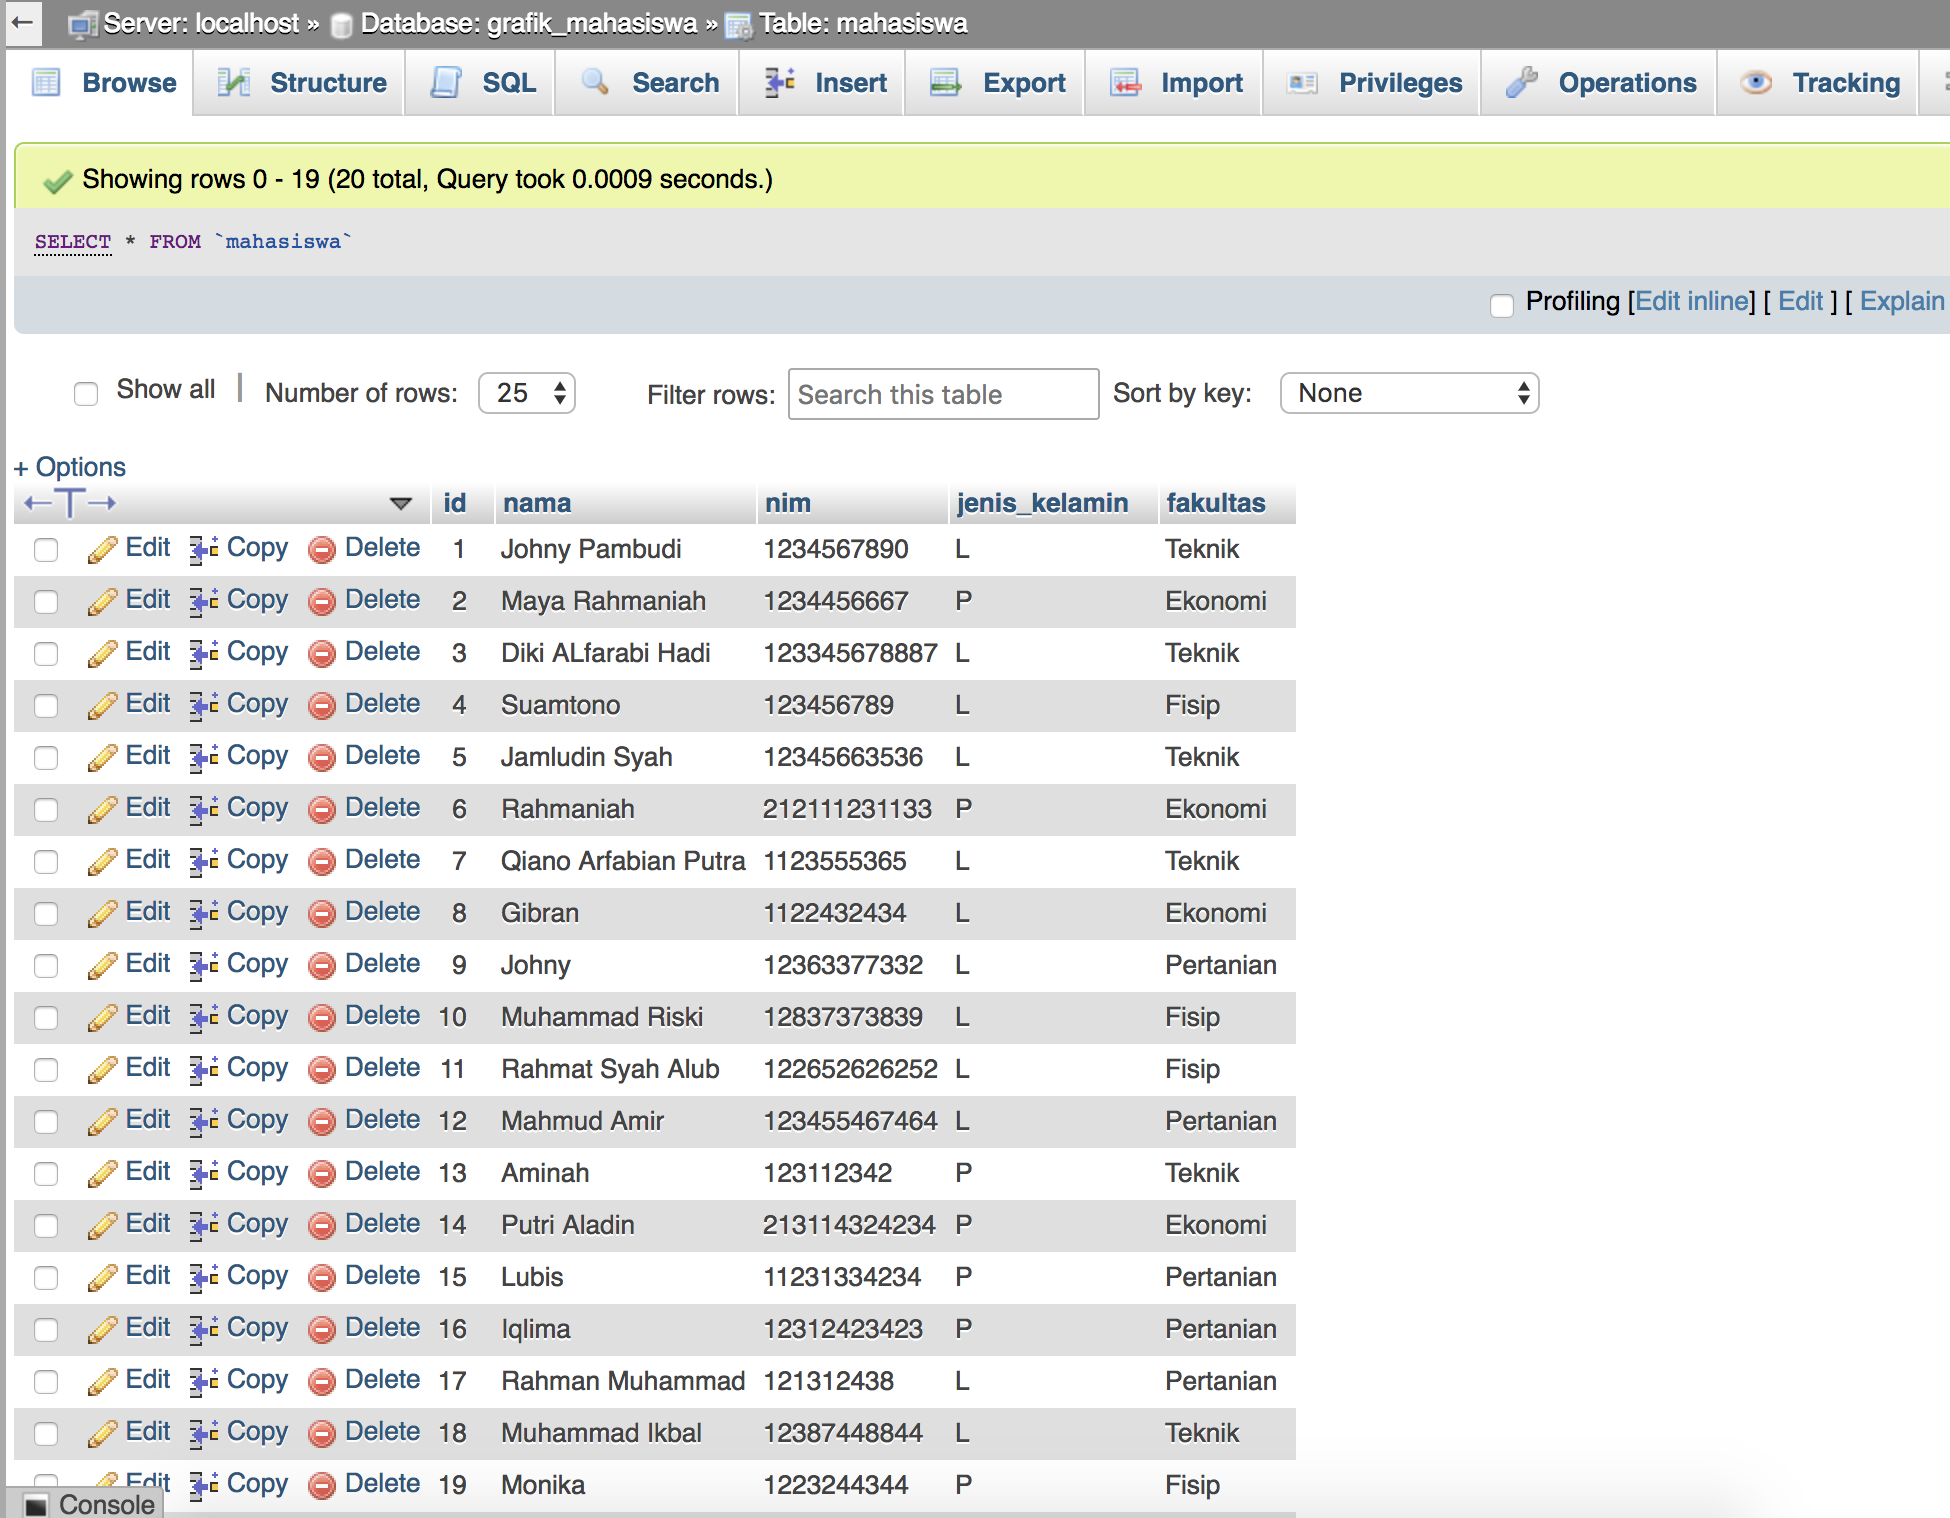 ← Server: localhost » Database: grafik_mahasiswa » Table: mahasiswa
Browse Structure SQL Search Insert Export Import Privileges Operations Tracking
Showing rows 0 - 19 (20 total, Query took 0.0009 seconds.)
SELECT * FROM `mahasiswa`
Profiling [Edit inline] [ Edit ] [ Explain
Show all | Number of rows: 25 Filter rows: Search this table Sort by key: None
+ Options
←T→ id nama nim jenis_kelamin fakultas
Edit Copy Delete 1 Johny Pambudi 1234567890 L Teknik
Edit Copy Delete 2 Maya Rahmaniah 1234456667 P Ekonomi
Edit Copy Delete 3 Diki ALfarabi Hadi 123345678887 L Teknik
Edit Copy Delete 4 Suamtono 123456789 L Fisip
Edit Copy Delete 5 Jamludin Syah 12345663536 L Teknik
Edit Copy Delete 6 Rahmaniah 212111231133 P Ekonomi
Edit Copy Delete 7 Qiano Arfabian Putra 1123555365 L Teknik
Edit Copy Delete 8 Gibran 1122432434 L Ekonomi
Edit Copy Delete 9 Johny 12363377332 L Pertanian
Edit Copy Delete 10 Muhammad Riski 12837373839 L Fisip
Edit Copy Delete 11 Rahmat Syah Alub 122652626252 L Fisip
Edit Copy Delete 12 Mahmud Amir 123455467464 L Pertanian
Edit Copy Delete 13 Aminah 123112342 P Teknik
Edit Copy Delete 14 Putri Aladin 213114324234 P Ekonomi
Edit Copy Delete 15 Lubis 11231334234 P Pertanian
Edit Copy Delete 16 Iqlima 12312423423 P Pertanian
Edit Copy Delete 17 Rahman Muhammad 121312438 L Pertanian
Edit Copy Delete 18 Muhammad Ikbal 12387448844 L Teknik
Edit Copy Delete 19 Monika 1223244344 P Fisip
Console